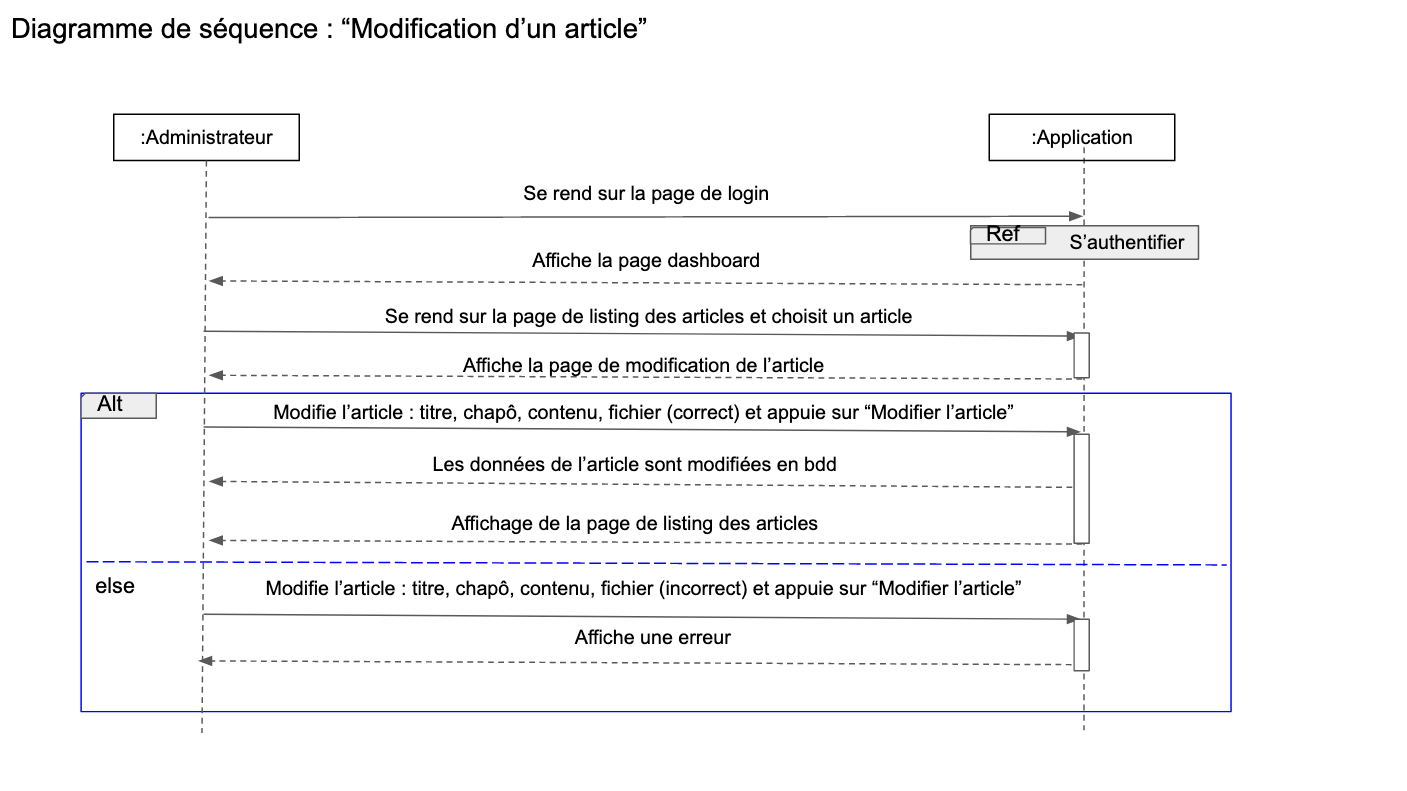 Diagramme de séquence : “Modification d’un article”
:Administrateur
:Application
Se rend sur la page de login
Ref
S’authentifier
Affiche la page dashboard
Se rend sur la page de listing des articles et choisit un article
Affiche la page de modification de l’article
Alt
Modifie l’article : titre, chapô, contenu, fichier (correct) et appuie sur “Modifier l’article”
Les données de l’article sont modifiées en bdd
Affichage de la page de listing des articles
else
Modifie l’article : titre, chapô, contenu, fichier (incorrect) et appuie sur “Modifier l’article”
Affiche une erreur